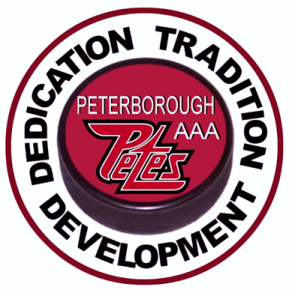 DEDICATION TRADITION
DEVELOPMENT
PETERBOROUGH
AAA
Petes